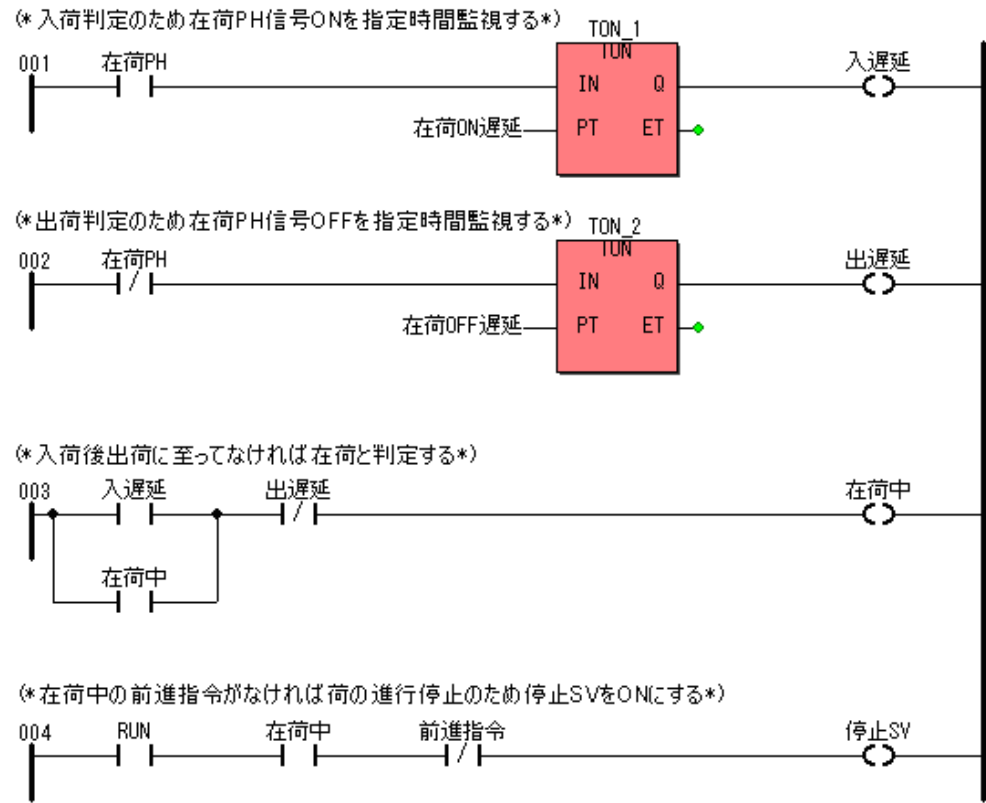 (*入荷判定のため在荷PH信号ONを指定時間監視する*)
TON_1
001 在荷PH TON 入遅延
IN Q
在荷ON遅延 PT ET
(*出荷判定のため在荷PH信号OFFを指定時間監視する*)
TON_2
002 在荷PH TON 出遅延
IN Q
在荷OFF遅延 PT ET
(*入荷後出荷に至ってなければ在荷と判定する*)
003 入遅延 出遅延 在荷中
在荷中
(*在荷中の前進指令がなければ荷の進行停止のため停止SVをONにする*)
004 RUN 在荷中 前進指令 停止SV